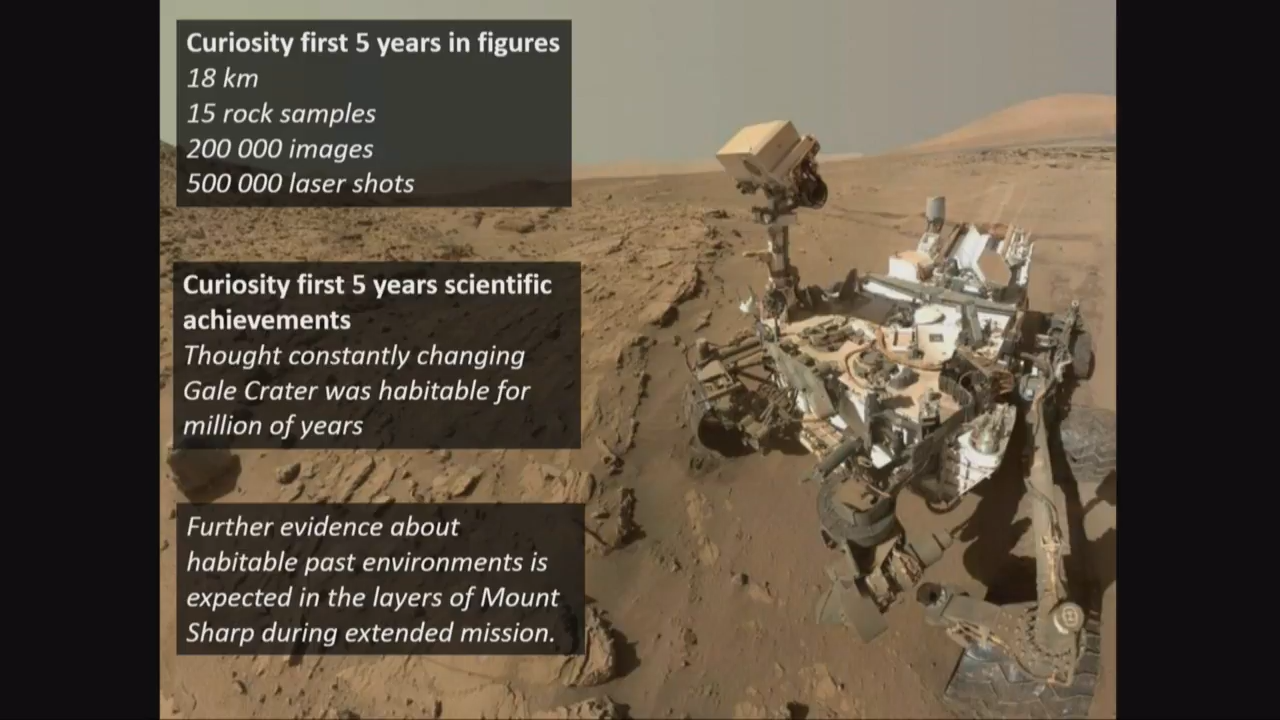 Curiosity first 5 years in figures
18 km
15 rock samples
200 000 images
500 000 laser shots
Curiosity first 5 years scientific
achievements
Thought constantly changing
Gale Crater was habitable for
million of years
Further evidence about
habitable past environments is
expected in the layers of Mount
Sharp during extended mission.